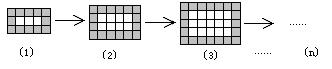 ……
(1) (2) (3) …… (n)